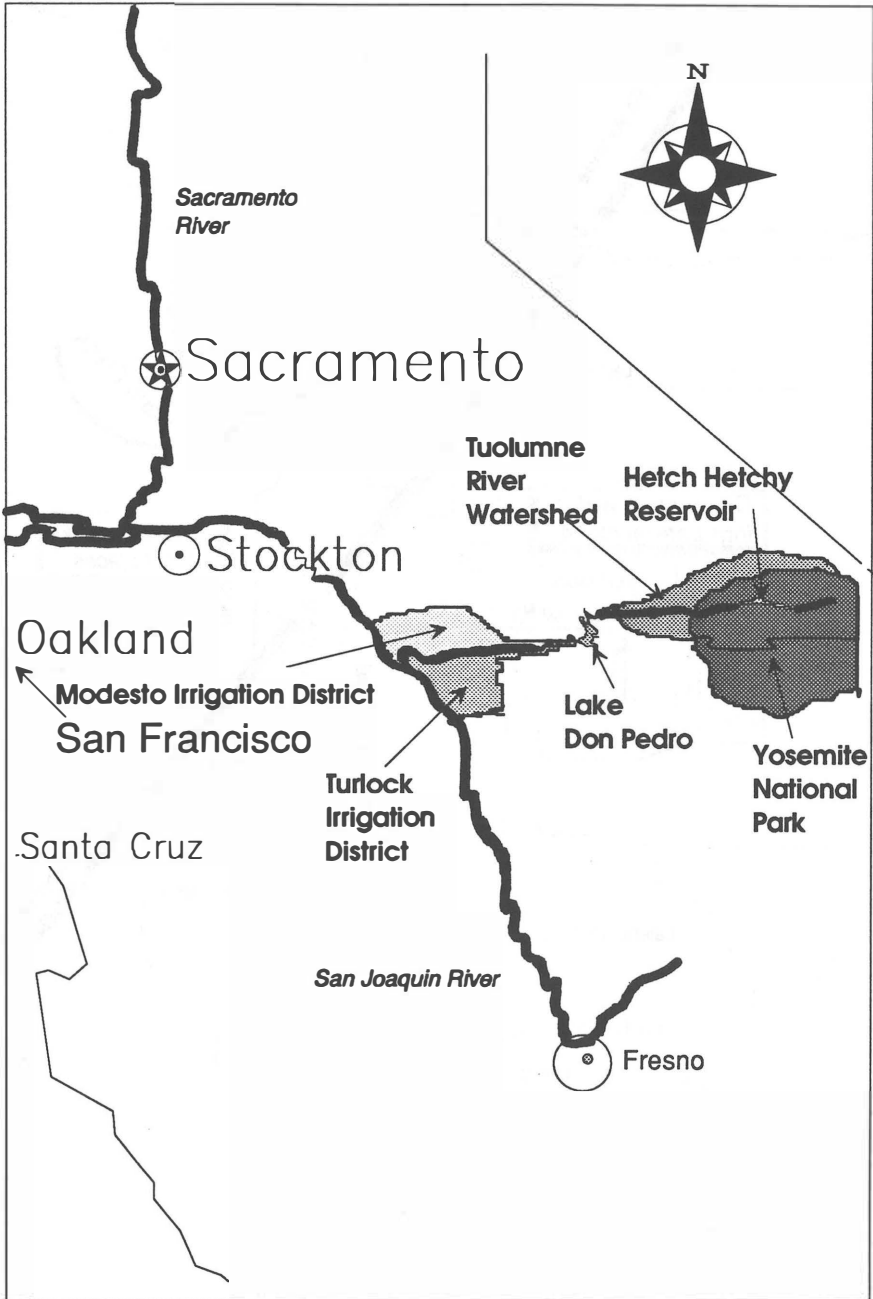 N
Sacramento
River
Sacramento
Tuolumne
River
Watershed
Hetch Hetchy
Reservoir
Stockton
Oakland
Modesto Irrigation District
San Francisco
Lake
Don Pedro
Yosemite
National
Park
Turlock
Irrigation
District
Santa Cruz
San Joaquin River
Fresno